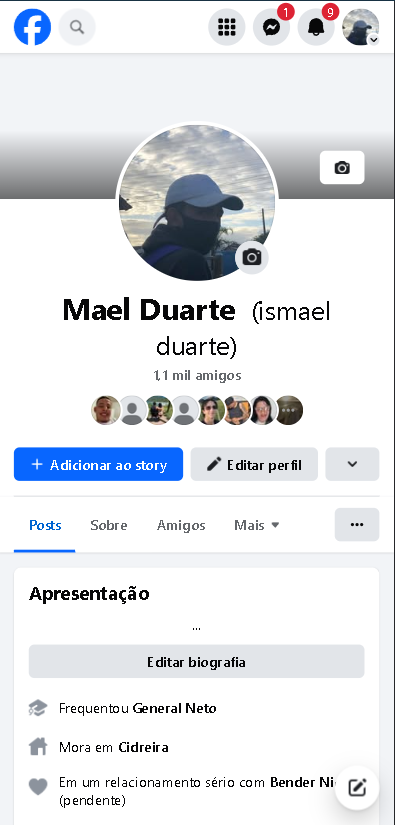 1
9
Mael Duarte (ismael
duarte)
1,1 mil amigos
Adicionar ao story
Editar perfil
Posts
Sobre
Amigos
Mais
Apresentação
...
Editar biografia
Frequentou General Neto
Mora em Cidreira
Em um relacionamento sério com Bender
(pendente)